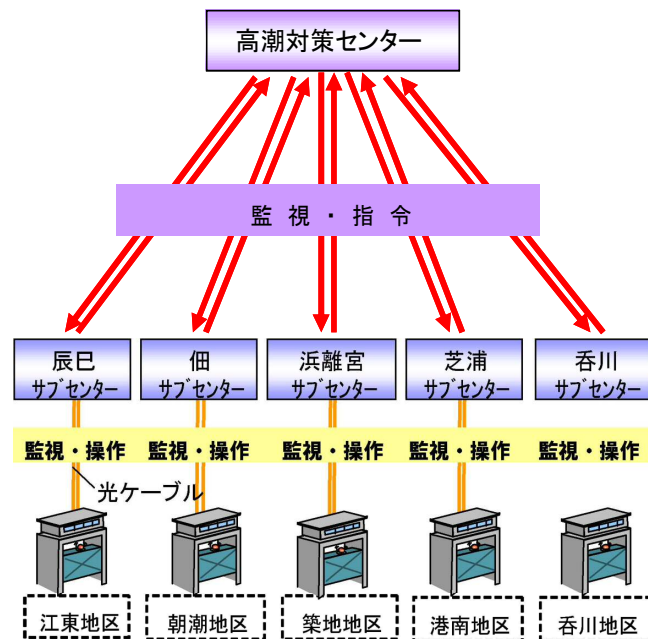 高潮対策センター
監視・指令
辰巳
サブセンター
佃
サブセンター
浜離宮
サブセンター
芝浦
サブセンター
呑川
サブセンター
監視・操作 監視・操作 監視・操作 監視・操作 監視・操作
光ケーブル
江東地区 朝潮地区 築地地区 港南地区 呑川地区